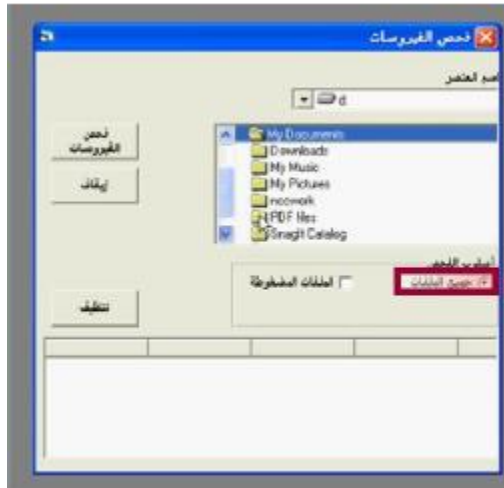 فحص الفيروسات
اسم العنصر
d
My Documents
Downloads
My Music
My Pictures
nccwork
PDF files
SnagIt Catalog
فحص
الفيروسات
إيقاف
أسلوب الفحص
جميع الملفات
الملفات المضغوطة
تنظيف